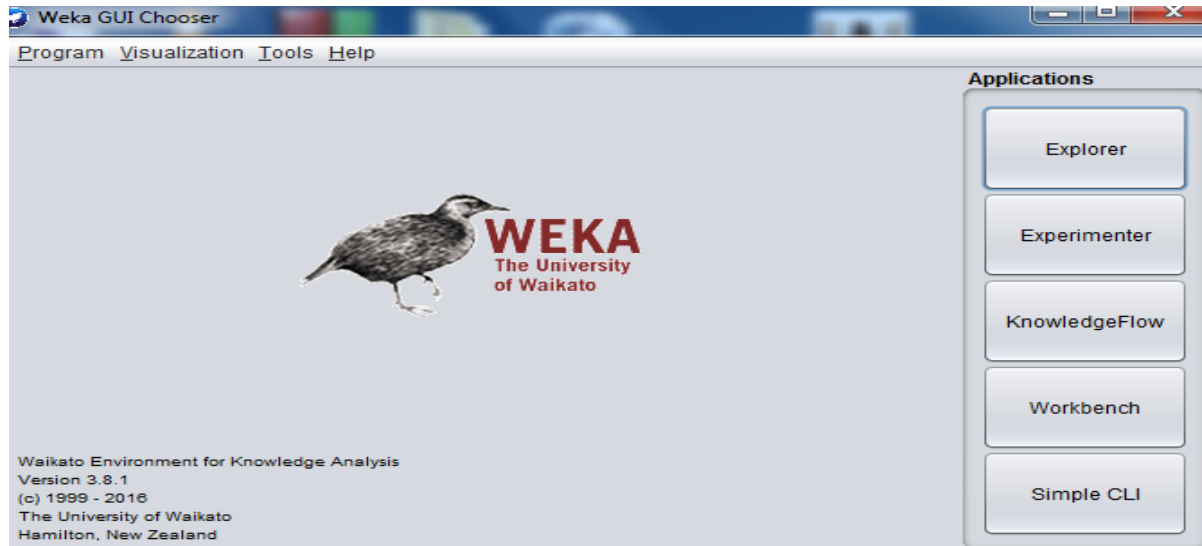 Weka GUI Chooser
Program Visualization Tools Help
Applications
Explorer
Experimenter
KnowledgeFlow
Workbench
Simple CLI
WEKA
The University
of Waikato
Waikato Environment for Knowledge Analysis
Version 3.8.1
(c) 1999 - 2016
The University of Waikato
Hamilton, New Zealand